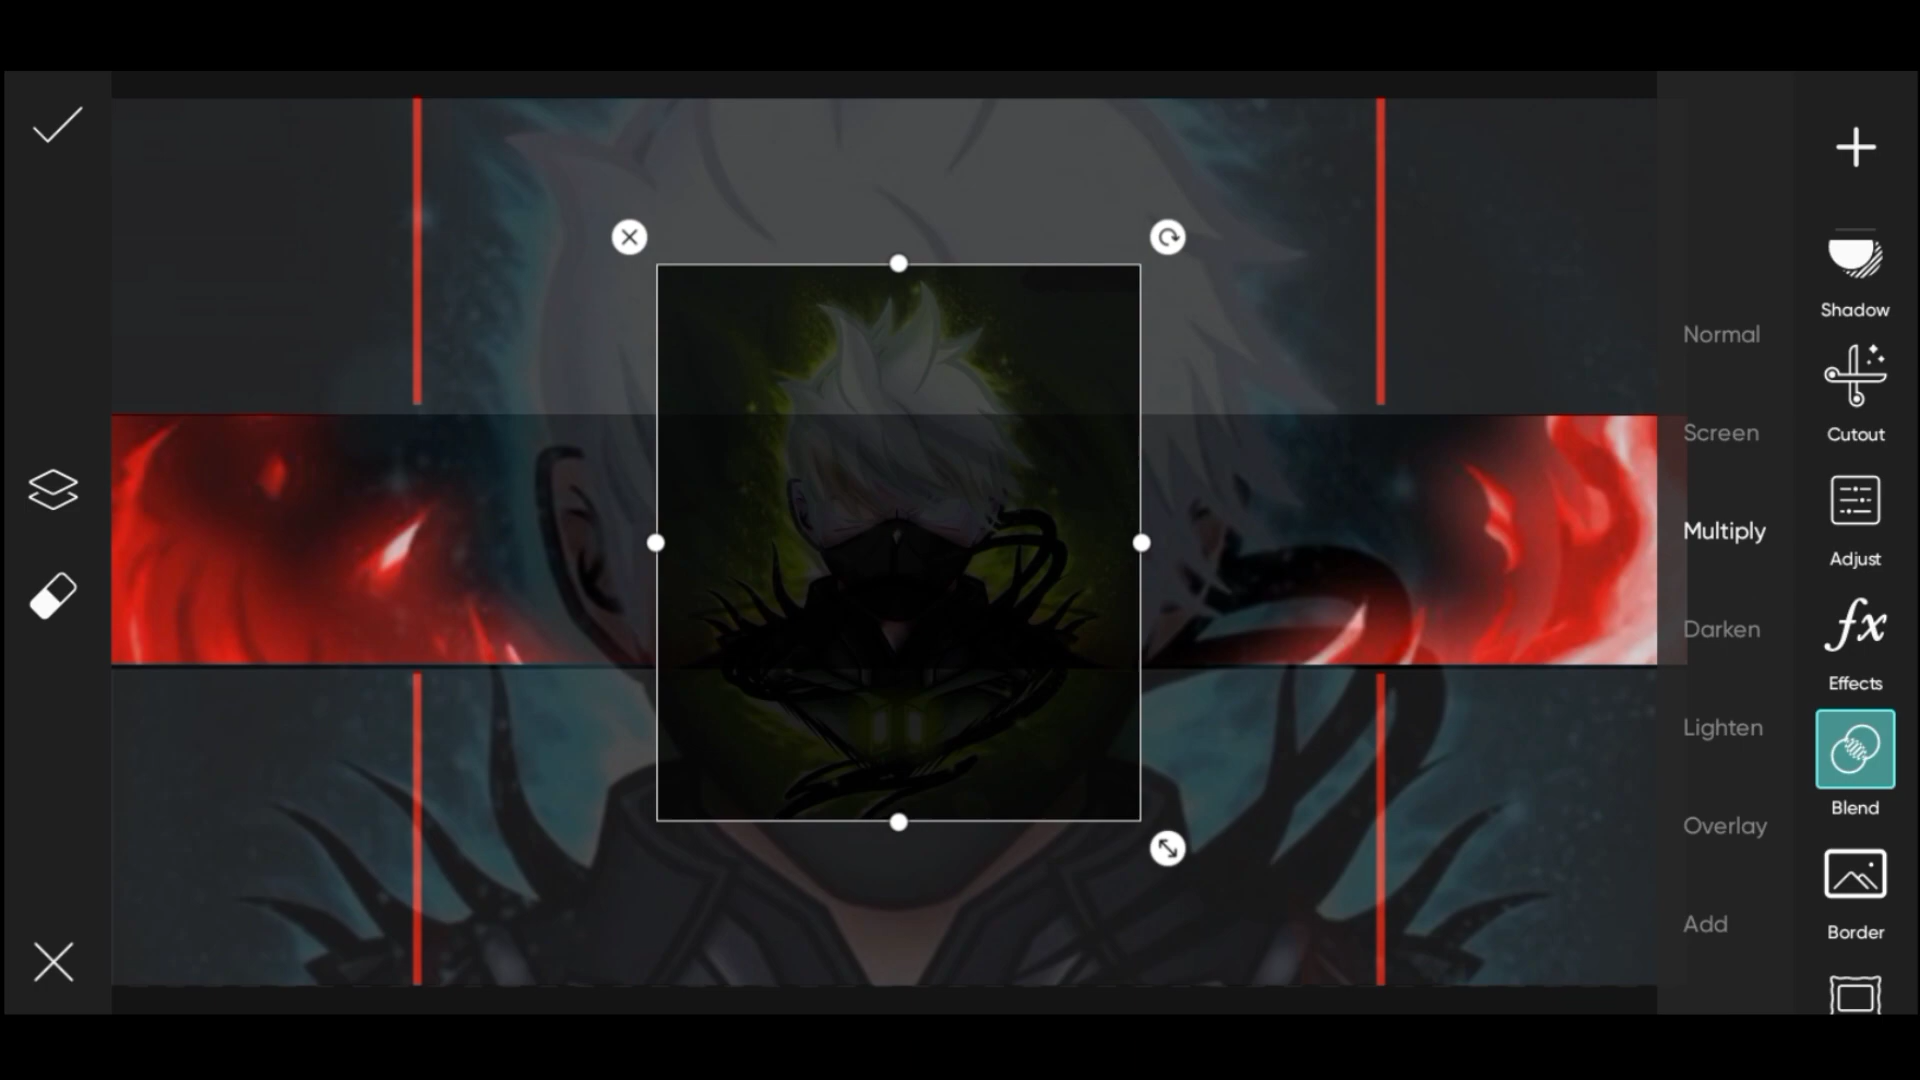 Normal
Screen
Multiply
Darken
Lighten
Overlay
Add
Shadow
Cutout
Adjust
fx
Effects
Blend
Border